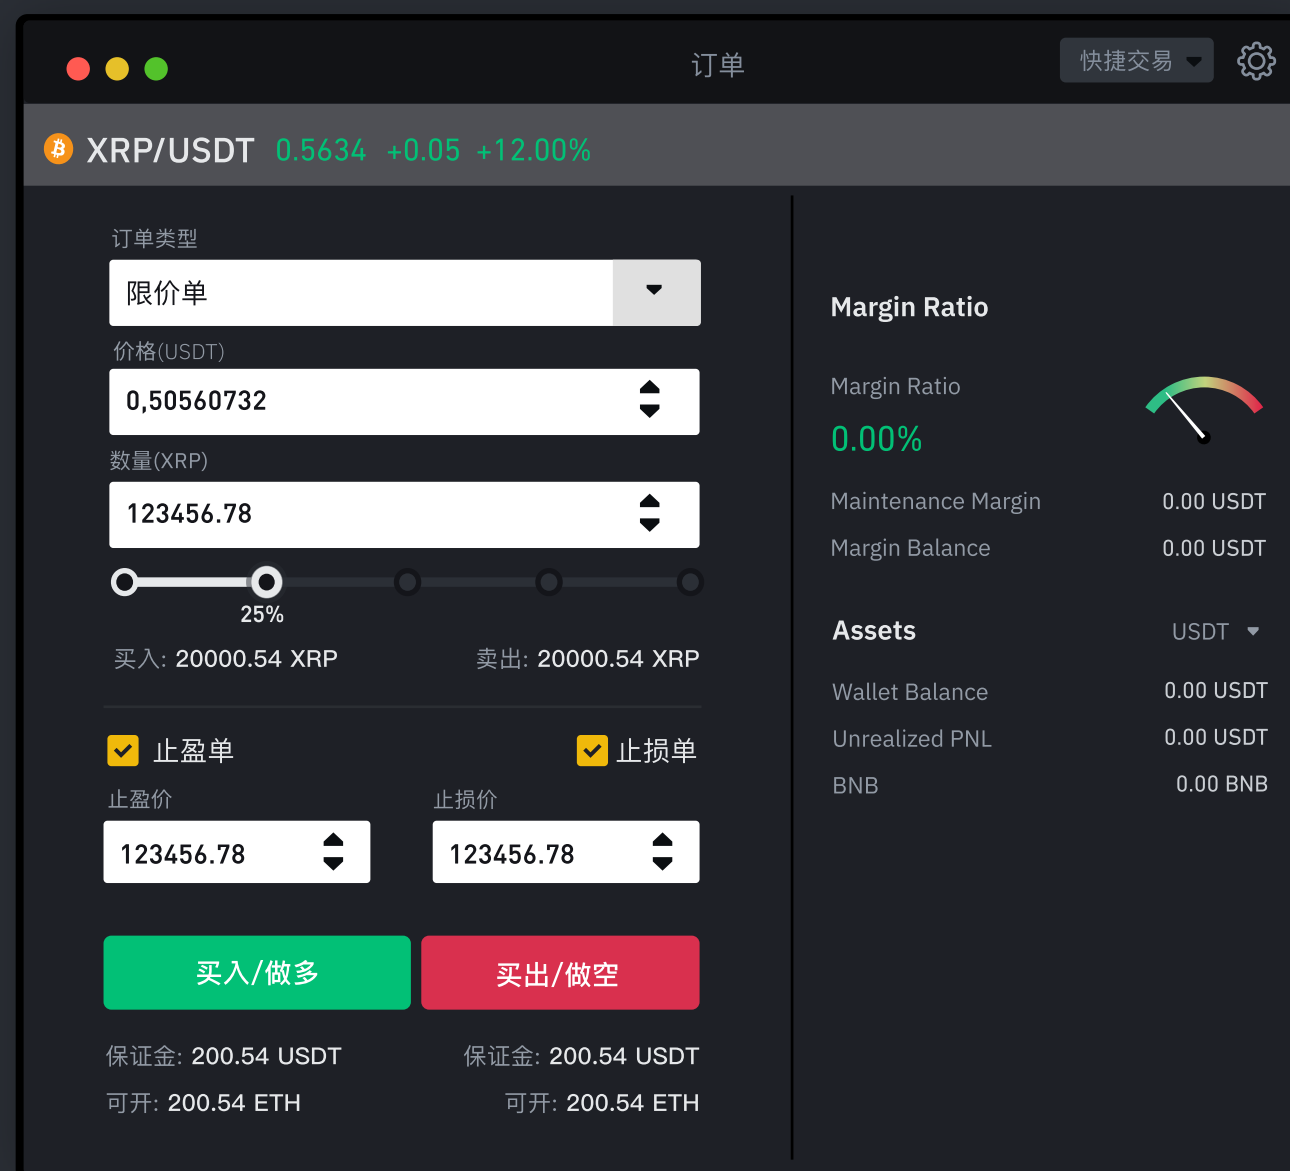 订单
快捷交易
XRP/USDT 0.5634 +0.05 +12.00%
订单类型
限价单
价格(USDT)
0,50560732
数量(XRP)
123456.78
25%
买入: 20000.54 XRP
卖出: 20000.54 XRP
止盈单
止损单
止盈价
止损价
123456.78
123456.78
买入/做多
买出/做空
保证金: 200.54 USDT
保证金: 200.54 USDT
可开: 200.54 ETH
可开: 200.54 ETH
Margin Ratio
Margin Ratio
0.00%
Maintenance Margin 0.00 USDT
Margin Balance 0.00 USDT
Assets USDT
Wallet Balance 0.00 USDT
Unrealized PNL 0.00 USDT
BNB 0.00 BNB